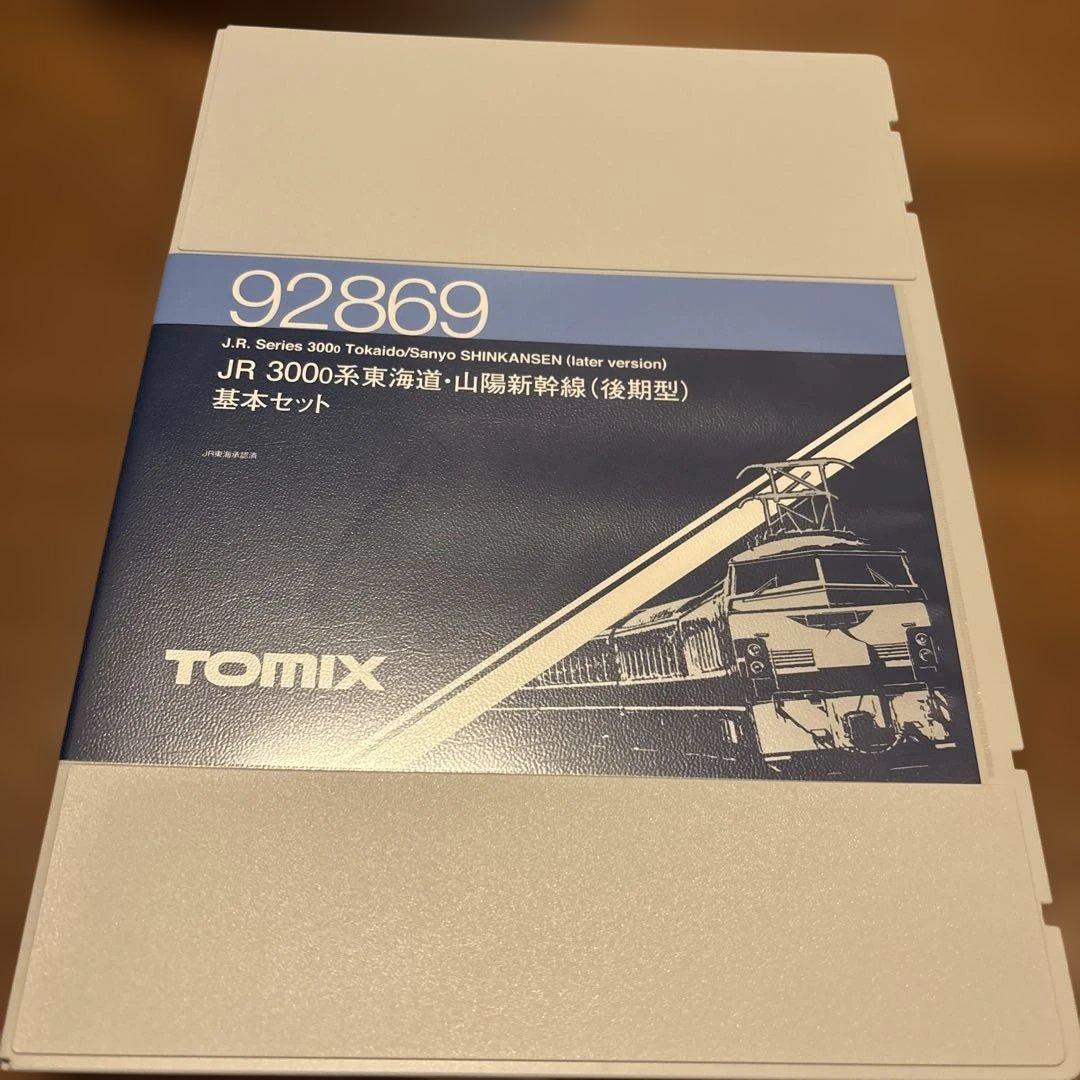 92869
J.R. Series 3000 Tokaido/Sanyo SHINKANSEN (later version)
JR 3000系東海道・山陽新幹線(後期型)
基本セット
JR東海承認済
TOMIX